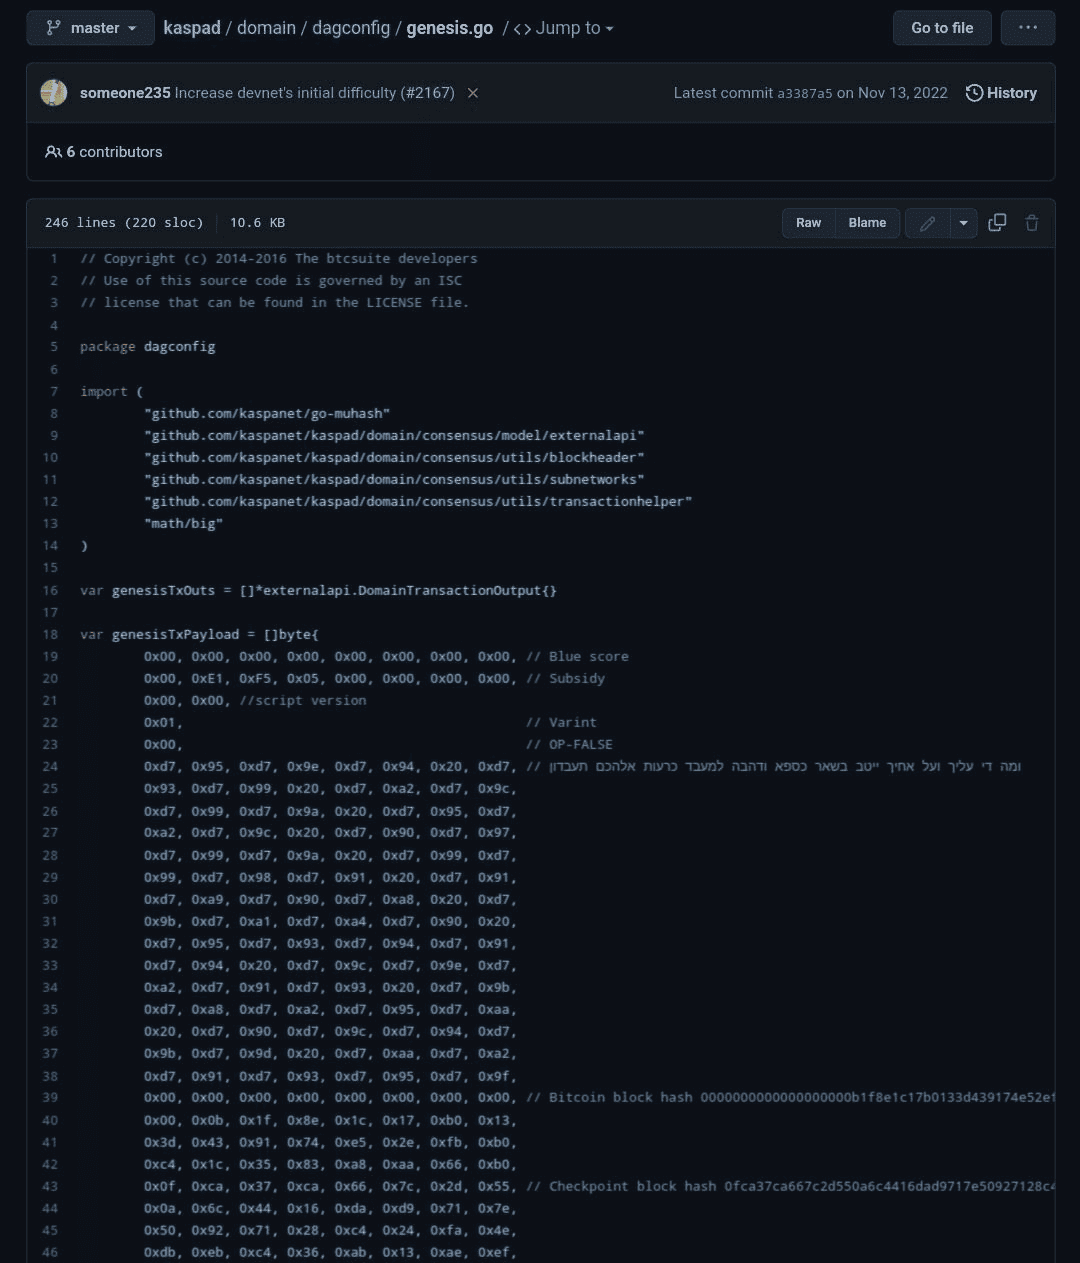 master kaspad / domain / dagconfig / genesis.go / <> Jump to Go to file ...
someone235 Increase devnet's initial difficulty (#2167) Latest commit a3387a5 on Nov 13, 2022 History
6 contributors
246 lines (220 sloc) 10.6 KB Raw Blame
1 // Copyright (c) 2014-2016 The btcsuite developers
2 // Use of this source code is governed by an ISC
3 // license that can be found in the LICENSE file.
4
5 package dagconfig
6
7 import (
8 "github.com/kaspanet/go-muhash"
9 "github.com/kaspanet/kaspad/domain/consensus/model/externalapi"
10 "github.com/kaspanet/kaspad/domain/consensus/utils/blockheader"
11 "github.com/kaspanet/kaspad/domain/consensus/utils/subnetworks"
12 "github.com/kaspanet/kaspad/domain/consensus/utils/transactionhelper"
13 "math/big"
14 )
15
16 var genesisTxOuts = []*externalapi.DomainTransactionOutput{}
17
18 var genesisTxPayload = []byte{
19 0x00, 0x00, 0x00, 0x00, 0x00, 0x00, 0x00, 0x00, // Blue score
20 0x00, 0xE1, 0xF5, 0x05, 0x00, 0x00, 0x00, 0x00, // Subsidy
21 0x00, 0x00, //script version
22 0x01, // Varint
23 0x00, // OP-FALSE
24 0xd7, 0x95, 0xd7, 0x9e, 0xd7, 0x94, 0x20, 0xd7, // ומה די עליך ועל אחיך ייטב בשאר כספא ודהבה למעבד כרעות אלהכם תעבדון
25 0x93, 0xd7, 0x99, 0x20, 0xd7, 0xa2, 0xd7, 0x9c,
26 0xd7, 0x99, 0xd7, 0x9a, 0x20, 0xd7, 0x95, 0xd7,
27 0xa2, 0xd7, 0x9c, 0x20, 0xd7, 0x90, 0xd7, 0x97,
28 0xd7, 0x99, 0xd7, 0x9a, 0x20, 0xd7, 0x99, 0xd7,
29 0x99, 0xd7, 0x98, 0xd7, 0x91, 0x20, 0xd7, 0x91,
30 0xd7, 0xa9, 0xd7, 0x90, 0xd7, 0xa8, 0x20, 0xd7,
31 0x9b, 0xd7, 0xa1, 0xd7, 0xa4, 0xd7, 0x90, 0x20,
32 0xd7, 0x95, 0xd7, 0x93, 0xd7, 0x94, 0xd7, 0x91,
33 0xd7, 0x94, 0x20, 0xd7, 0x9c, 0xd7, 0x9e, 0xd7,
34 0xa2, 0xd7, 0x91, 0xd7, 0x93, 0x20, 0xd7, 0x9b,
35 0xd7, 0xa8, 0xd7, 0xa2, 0xd7, 0x95, 0xd7, 0xaa,
36 0x20, 0xd7, 0x90, 0xd7, 0x9c, 0xd7, 0x94, 0xd7,
37 0x9b, 0xd7, 0x9d, 0x20, 0xd7, 0xaa, 0xd7, 0xa2,
38 0xd7, 0x91, 0xd7, 0x93, 0xd7, 0x95, 0xd7, 0x9f,
39 0x00, 0x00, 0x00, 0x00, 0x00, 0x00, 0x00, 0x00, // Bitcoin block hash 0000000000000000000b1f8e1c17b0133d439174e52ef
40 0x00, 0x0b, 0x1f, 0x8e, 0x1c, 0x17, 0xb0, 0x13,
41 0x3d, 0x43, 0x91, 0x74, 0xe5, 0x2e, 0xfb, 0xb0,
42 0xc4, 0x1c, 0x35, 0x83, 0xa8, 0xaa, 0x66, 0xb0,
43 0x0f, 0xca, 0x37, 0xca, 0x66, 0x7c, 0x2d, 0x55, // Checkpoint block hash 0fca37ca667c2d550a6c4416dad9717e50927128c4
44 0x0a, 0x6c, 0x44, 0x16, 0xda, 0xd9, 0x71, 0x7e,
45 0x50, 0x92, 0x71, 0x28, 0xc4, 0x24, 0xfa, 0x4e,
46 0xdb, 0xeb, 0xc4, 0x36, 0xab, 0x13, 0xae, 0xef,